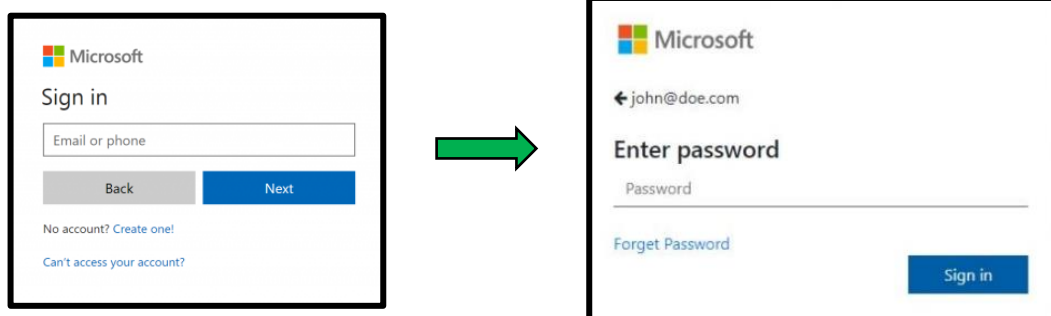 Microsoft
Sign in
Email or phone
Back Next
No account? Create one!
Can't access your account?
Microsoft
john@doe.com
Enter password
Password
Forget Password
Sign in